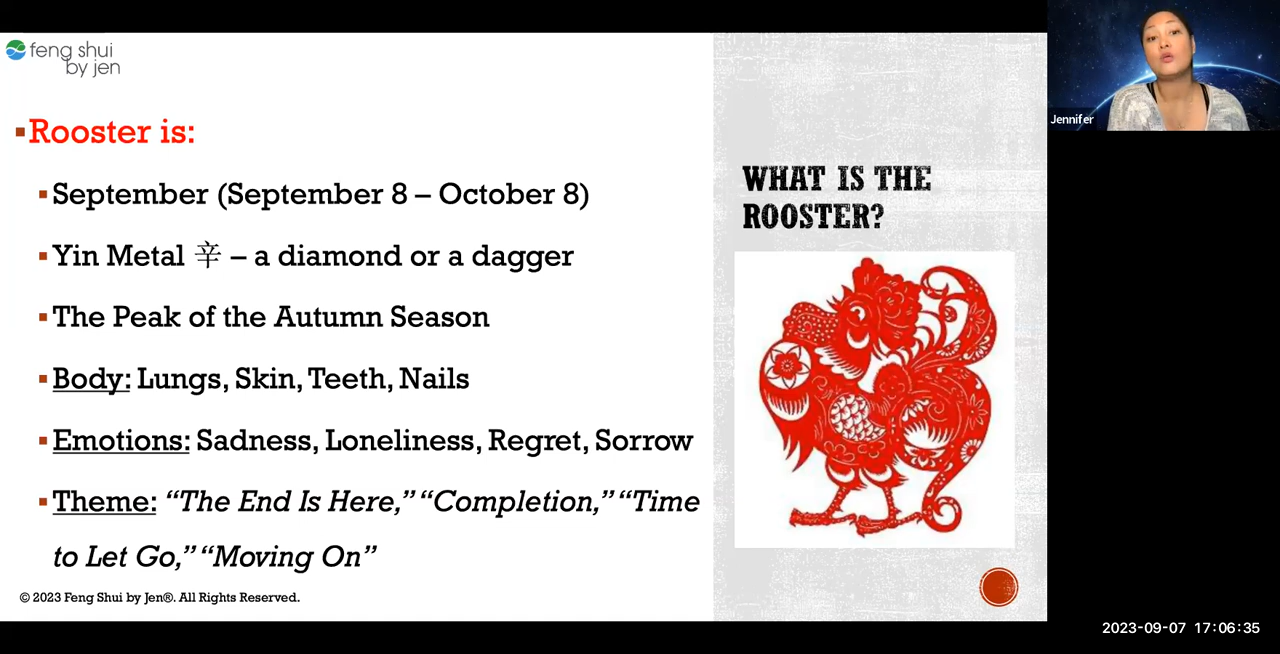 feng shui
by jen
Rooster is:
September (September 8 – October 8)
Yin Metal 辛 – a diamond or a dagger
The Peak of the Autumn Season
Body: Lungs, Skin, Teeth, Nails
Emotions: Sadness, Loneliness, Regret, Sorrow
Theme: “The End Is Here,” “Completion,” “Time
to Let Go,” “Moving On”
© 2023 Feng Shui by Jen®. All Rights Reserved.
WHAT IS THE
ROOSTER?
Jennifer
2023-09-07 17:06:35